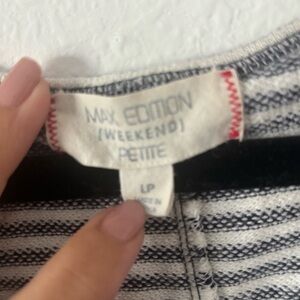 MAX EDITION
(WEEKEND)
PETITE
LP